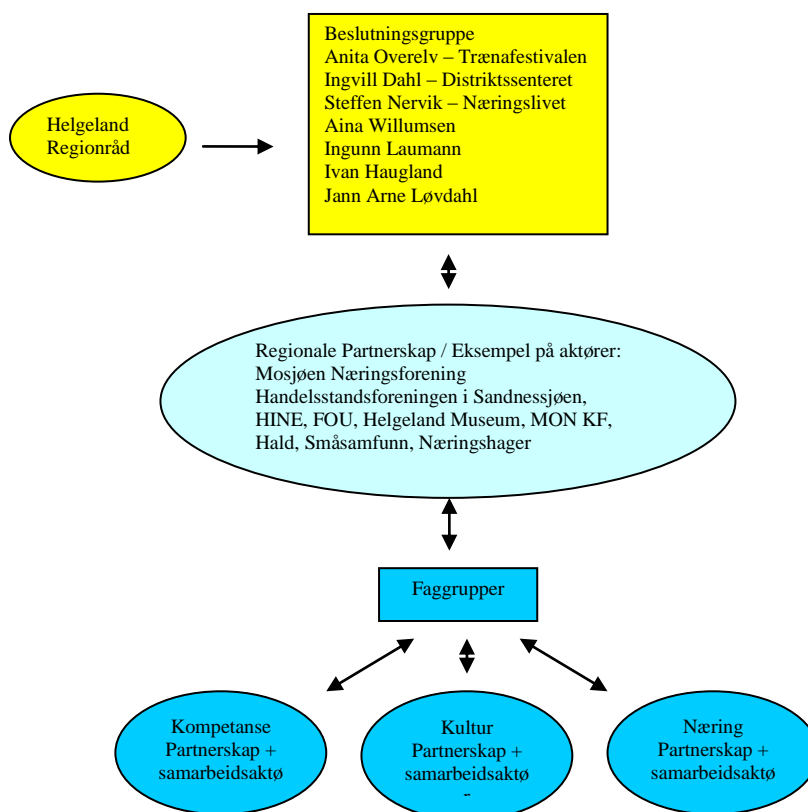 Beslutningsgruppe
Anita Overelv – Trænafestivalen
Ingvill Dahl – Distriktssenteret
Steffen Nervik – Næringslivet
Aina Willumsen
Ingunn Laumann
Ivan Haugland
Jann Arne Løvdahl
Helgeland
Regionråd
Regionale Partnerskap / Eksempel på aktører:
Mosjøen Næringsforening
Handelsstandsforeningen i Sandnessjøen,
HINE, FOU, Helgeland Museum, MON KF,
Hald, Småsamfunn, Næringshager
Faggrupper
Kompetanse
Partnerskap +
samarbeidsaktø
Kultur
Partnerskap +
samarbeidsaktø
r
Næring
Partnerskap +
samarbeidsaktø